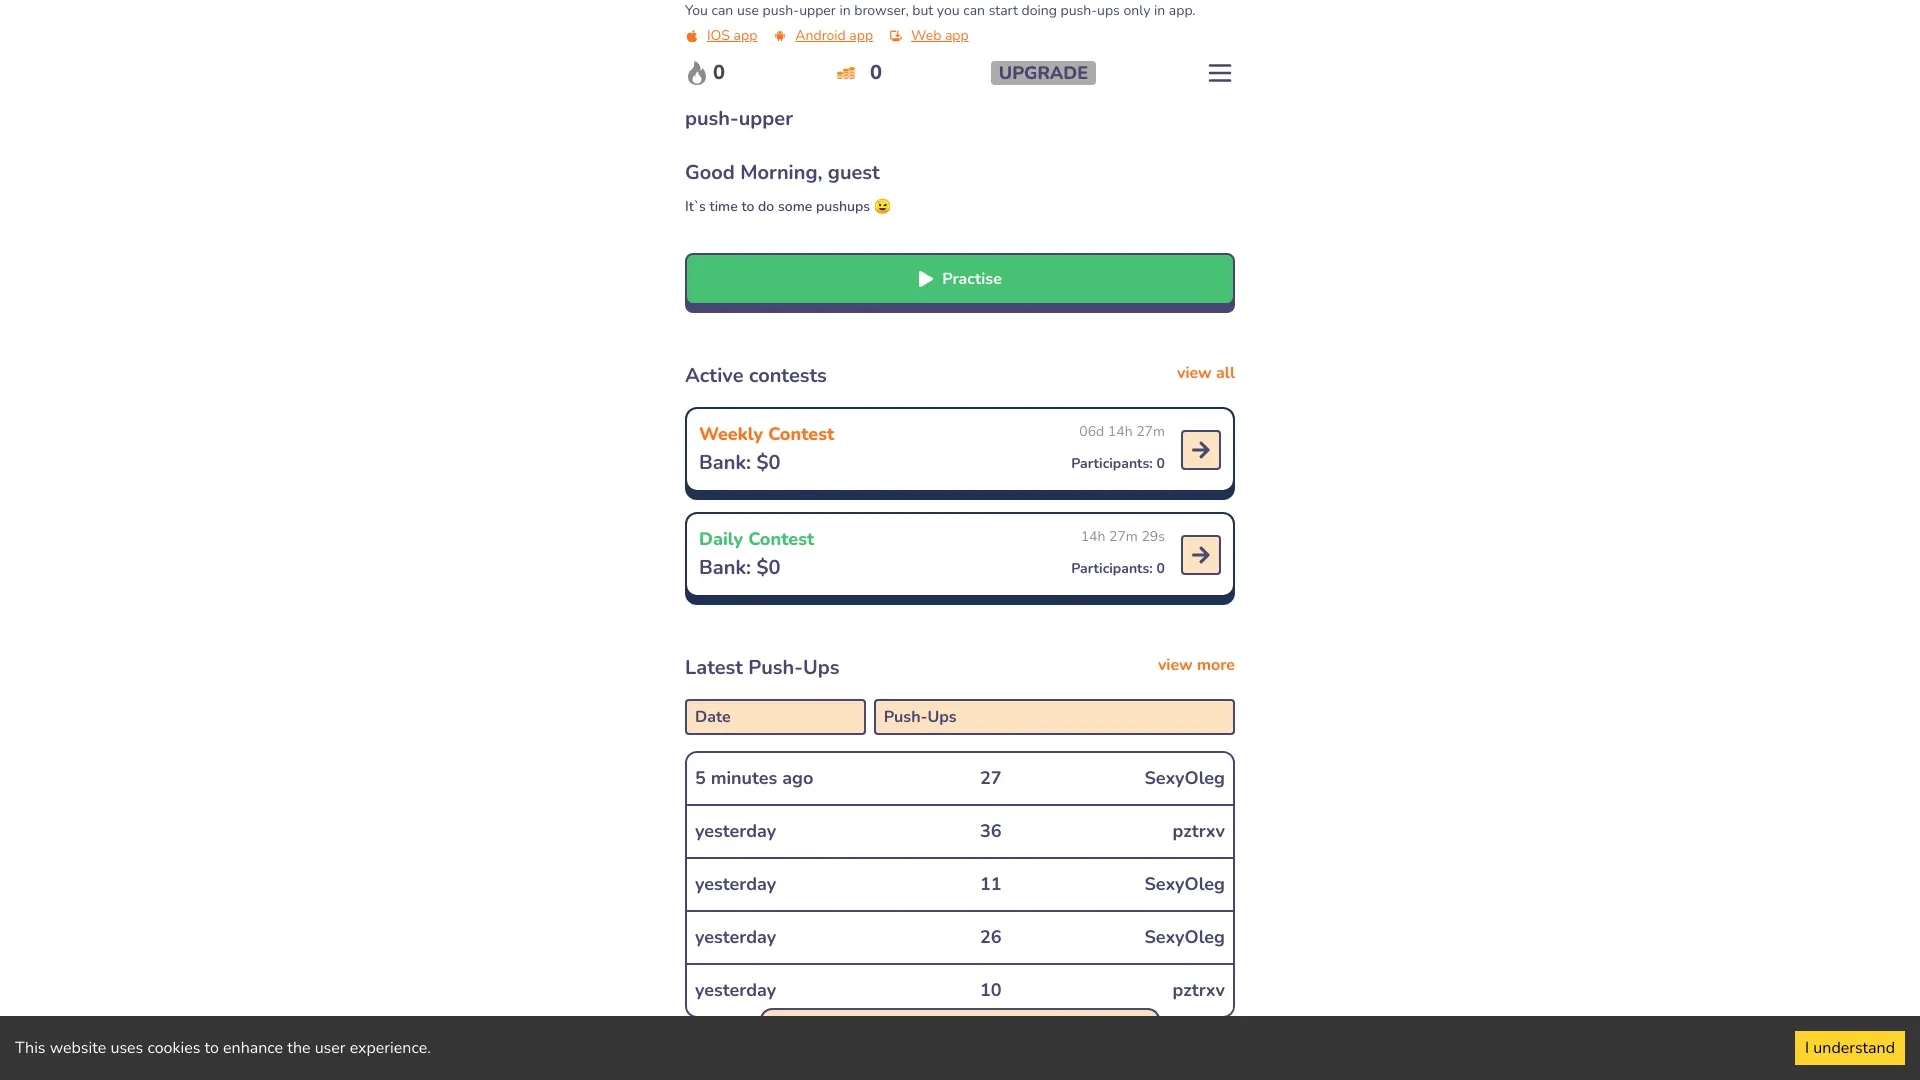 You can use push-upper in browser, but you can start doing push-ups only in app.
IOS app Android app Web app
0 0 UPGRADE
push-upper
Good Morning, guest
It`s time to do some pushups 😉
Practise
Active contests view all
Weekly Contest 06d 14h 27m
Bank: $0 Participants: 0
Daily Contest 14h 27m 29s
Bank: $0 Participants: 0
Latest Push-Ups view more
Date Push-Ups
5 minutes ago 27 SexyOleg
yesterday 36 pztrxv
yesterday 11 SexyOleg
yesterday 26 SexyOleg
yesterday 10 pztrxv
This website uses cookies to enhance the user experience. I understand